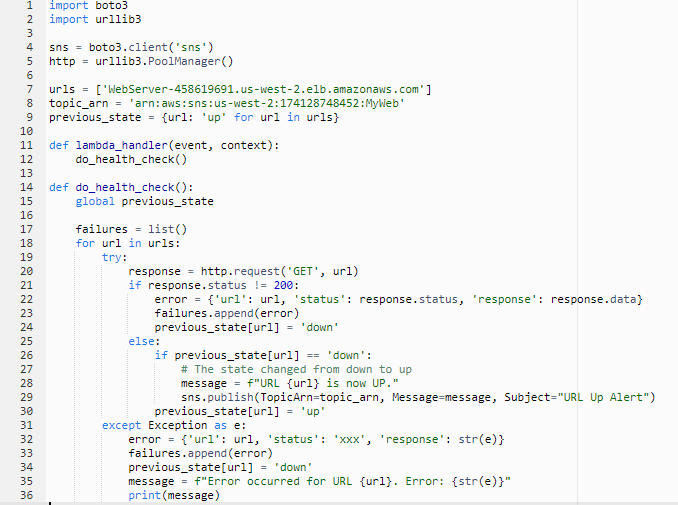 1 import boto3
2 import urllib3
3
4 sns = boto3.client('sns')
5 http = urllib3.PoolManager()
6
7 urls = ['WebServer-458619691.us-west-2.elb.amazonaws.com']
8 topic_arn = 'arn:aws:sns:us-west-2:174128748452:MyWeb'
9 previous_state = {url: 'up' for url in urls}
10
11 def lambda_handler(event, context):
12     do_health_check()
13
14 def do_health_check():
15     global previous_state
16
17     failures = list()
18     for url in urls:
19         try:
20             response = http.request('GET', url)
21             if response.status != 200:
22                 error = {'url': url, 'status': response.status, 'response': response.data}
23                 failures.append(error)
24                 previous_state[url] = 'down'
25             else:
26                 if previous_state[url] == 'down':
27                     # The state changed from down to up
28                     message = f"URL {url} is now UP."
29                     sns.publish(TopicArn=topic_arn, Message=message, Subject="URL Up Alert")
30                 previous_state[url] = 'up'
31         except Exception as e:
32             error = {'url': url, 'status': 'xxx', 'response': str(e)}
33             failures.append(error)
34             previous_state[url] = 'down'
35             message = f"Error occurred for URL {url}. Error: {str(e)}"
36             print(message)